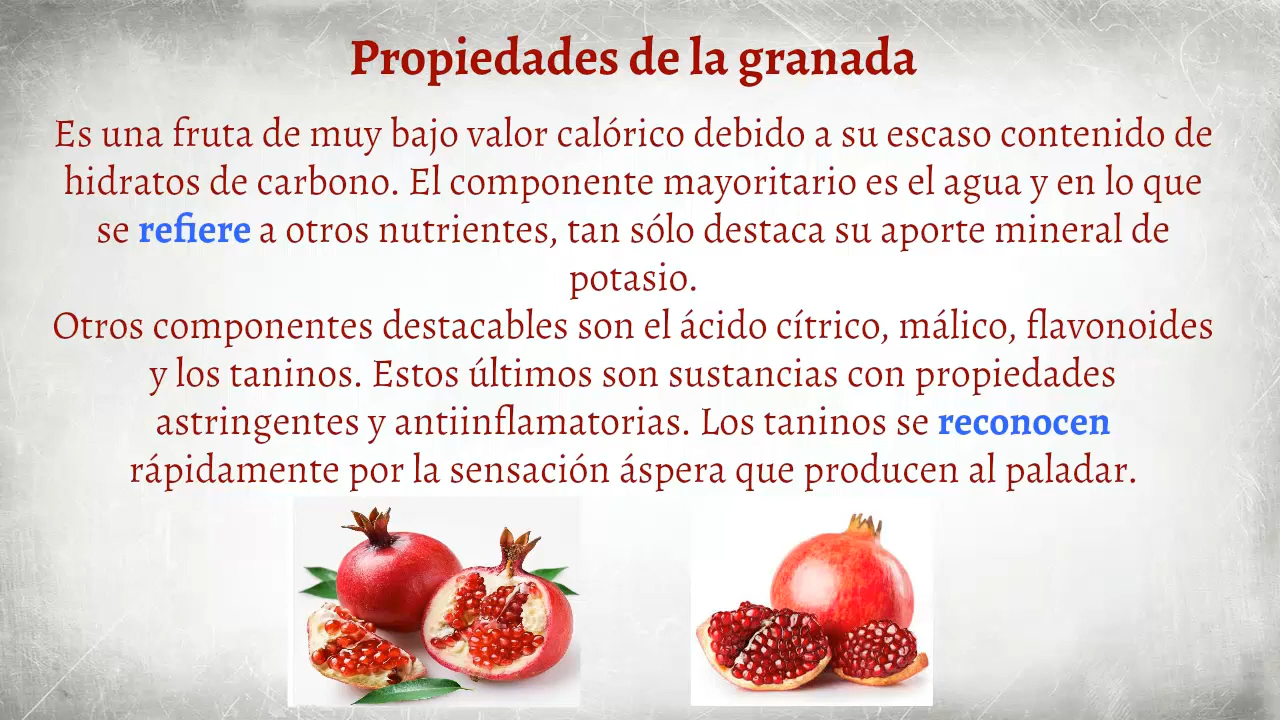 Propiedades de la granada
Es una fruta de muy bajo valor calórico debido a su escaso contenido de
hidratos de carbono. El componente mayoritario es el agua y en lo que
se refiere a otros nutrientes, tan sólo destaca su aporte mineral de
potasio.
Otros componentes destacables son el ácido cítrico, málico, flavonoides
y los taninos. Estos últimos son sustancias con propiedades
astringentes y antiinflamatorias. Los taninos se reconocen
rápidamente por la sensación áspera que producen al paladar.